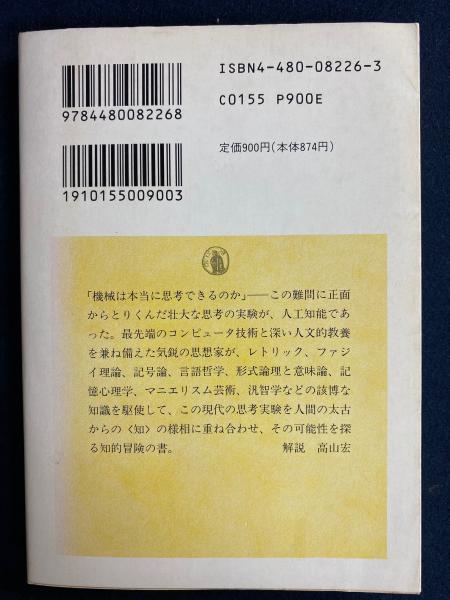 ISBN4-480-08226-3
C0155 P900E
9784480082268
定価900円(本体874円)
1910155009003
「機械は本当に思考できるのか」——この難問に正面
からとりくんだ壮大な思考の実験が、人工知能であ
った。最先端のコンピュータ技術と深い人文的教養
を兼ね備えた気鋭の思想家が、レトリック、ファジ
イ理論、記号論、言語哲学、形式論理と意味論、記
憶心理学、マニエリスム芸術、汎智学などの該博な
知識を駆使して、この現代の思考実験を人間の太古
からの〈知〉の様相に重ね合わせ、その可能性を探
る知的冒険の書。 解説 高山宏